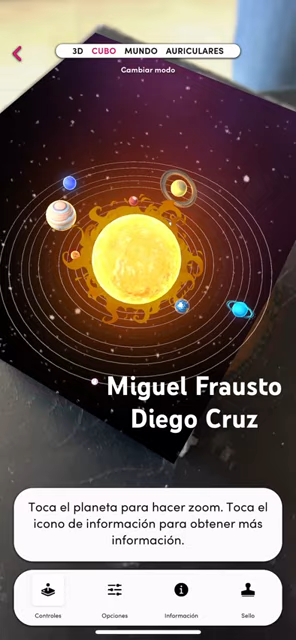 3D CUBO MUNDO AURICULARES
Cambiar modo
Miguel Frausto
Diego Cruz
Toca el planeta para hacer zoom. Toca el
icono de información para obtener más
información.
Controles Opciones Información Sello